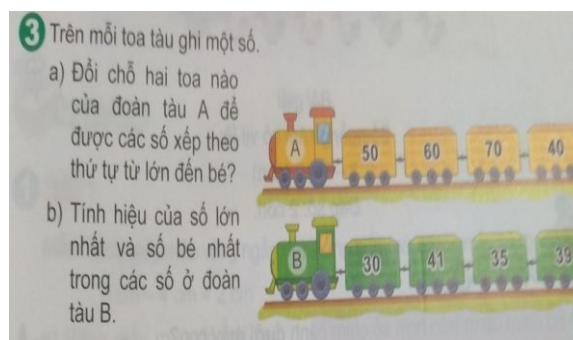 3 Trên mỗi toa tàu ghi một số.
a) Đổi chỗ hai toa nào
của đoàn tàu A để
được các số xếp theo
thứ tự từ lớn đến bé?
A 50 60 70 40
b) Tính hiệu của số lớn
nhất và số bé nhất
trong các số ở đoàn
tàu B.
B 30 41 35 39